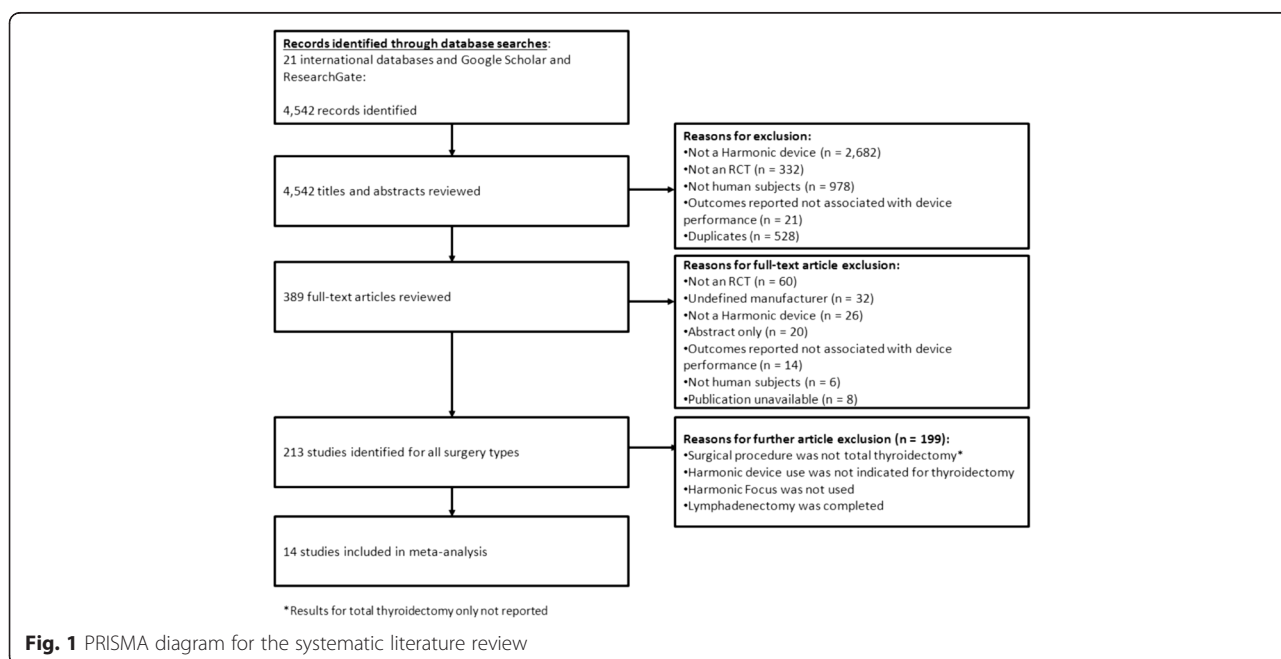 Records identified through database searches:
21 international databases and Google Scholar and
ResearchGate:
4,542 records identified
Reasons for exclusion:
•Not a Harmonic device (n = 2,682)
•Not an RCT (n = 332)
•Not human subjects (n = 978)
•Outcomes reported not associated with device
performance (n = 21)
•Duplicates (n = 528)
4,542 titles and abstracts reviewed
Reasons for full-text article exclusion:
•Not an RCT (n = 60)
•Undefined manufacturer (n = 32)
•Not a Harmonic device (n = 26)
•Abstract only (n = 20)
•Outcomes reported not associated with device
performance (n = 14)
•Not human subjects (n = 6)
•Publication unavailable (n = 8)
389 full-text articles reviewed
213 studies identified for all surgery types
Reasons for further article exclusion (n = 199):
•Surgical procedure was not total thyroidectomy*
•Harmonic device use was not indicated for thyroidectomy
•Harmonic Focus was not used
•Lymphadenectomy was completed
14 studies included in meta-analysis
*Results for total thyroidectomy only not reported
Fig. 1 PRISMA diagram for the systematic literature review